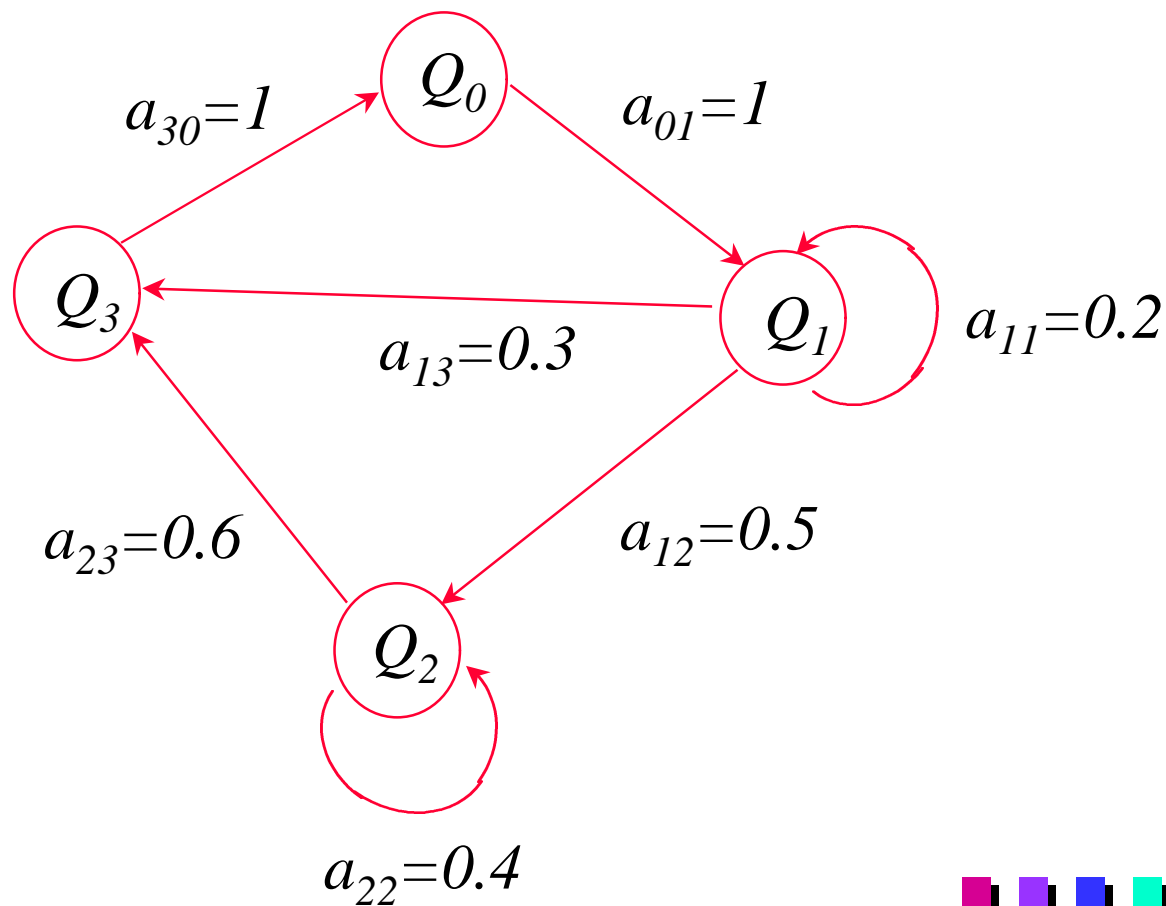 Q₀
a₃₀=1
a₀₁=1
Q₃
Q₁
a₁₁=0.2
a₁₃=0.3
a₂₃=0.6
a₁₂=0.5
Q₂
a₂₂=0.4